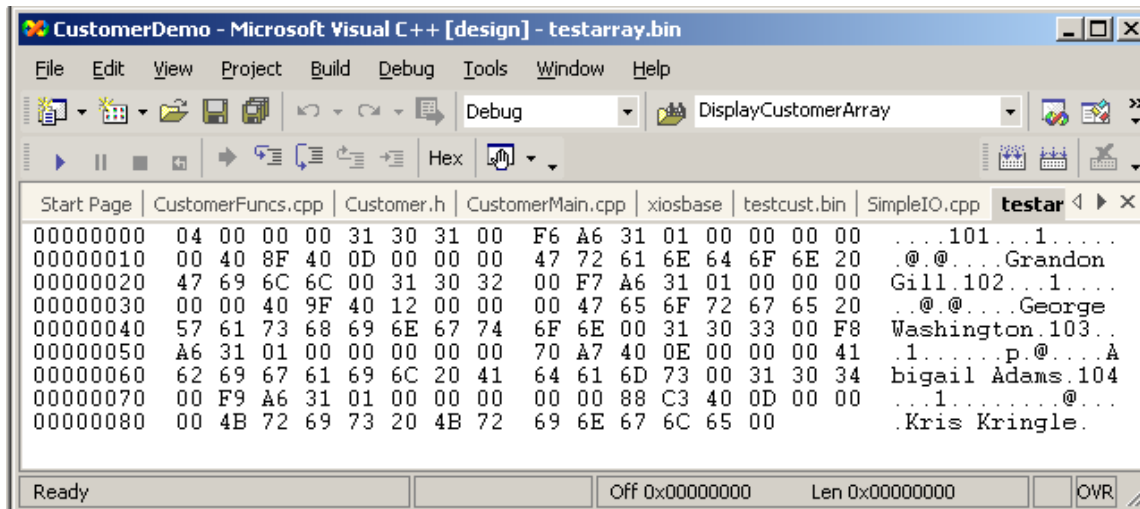 CustomerDemo - Microsoft Visual C++ [design] - testarray.bin
File Edit View Project Build Debug Tools Window Help
Debug DisplayCustomerArray
Hex
Start Page CustomerFuncs.cpp Customer.h CustomerMain.cpp xiosbase testcust.bin SimpleIO.cpp testar
00000000 04 00 00 00 31 30 31 00 F6 A6 31 01 00 00 00 00 ....101...1.....
00000010 00 40 8F 40 0D 00 00 00 47 72 61 6E 64 6F 6E 20 .@.@....Grandon
00000020 47 69 6C 6C 00 31 30 32 00 F7 A6 31 01 00 00 00 Gill.102...1....
00000030 00 00 40 9F 40 12 00 00 00 47 65 6F 72 67 65 20 ..@.@....George
00000040 57 61 73 68 69 6E 67 74 6F 6E 00 31 30 33 00 F8 Washington.103..
00000050 A6 31 01 00 00 00 00 00 70 A7 40 0E 00 00 00 41 .1......p.@....A
00000060 62 69 67 61 69 6C 20 41 64 61 6D 73 00 31 30 34 bigail Adams.104
00000070 00 F9 A6 31 01 00 00 00 00 00 88 C3 40 0D 00 00 ...1........@...
00000080 00 4B 72 69 73 20 4B 72 69 6E 67 6C 65 00 .Kris Kringle.
Ready Off 0x00000000 Len 0x00000000 OVR